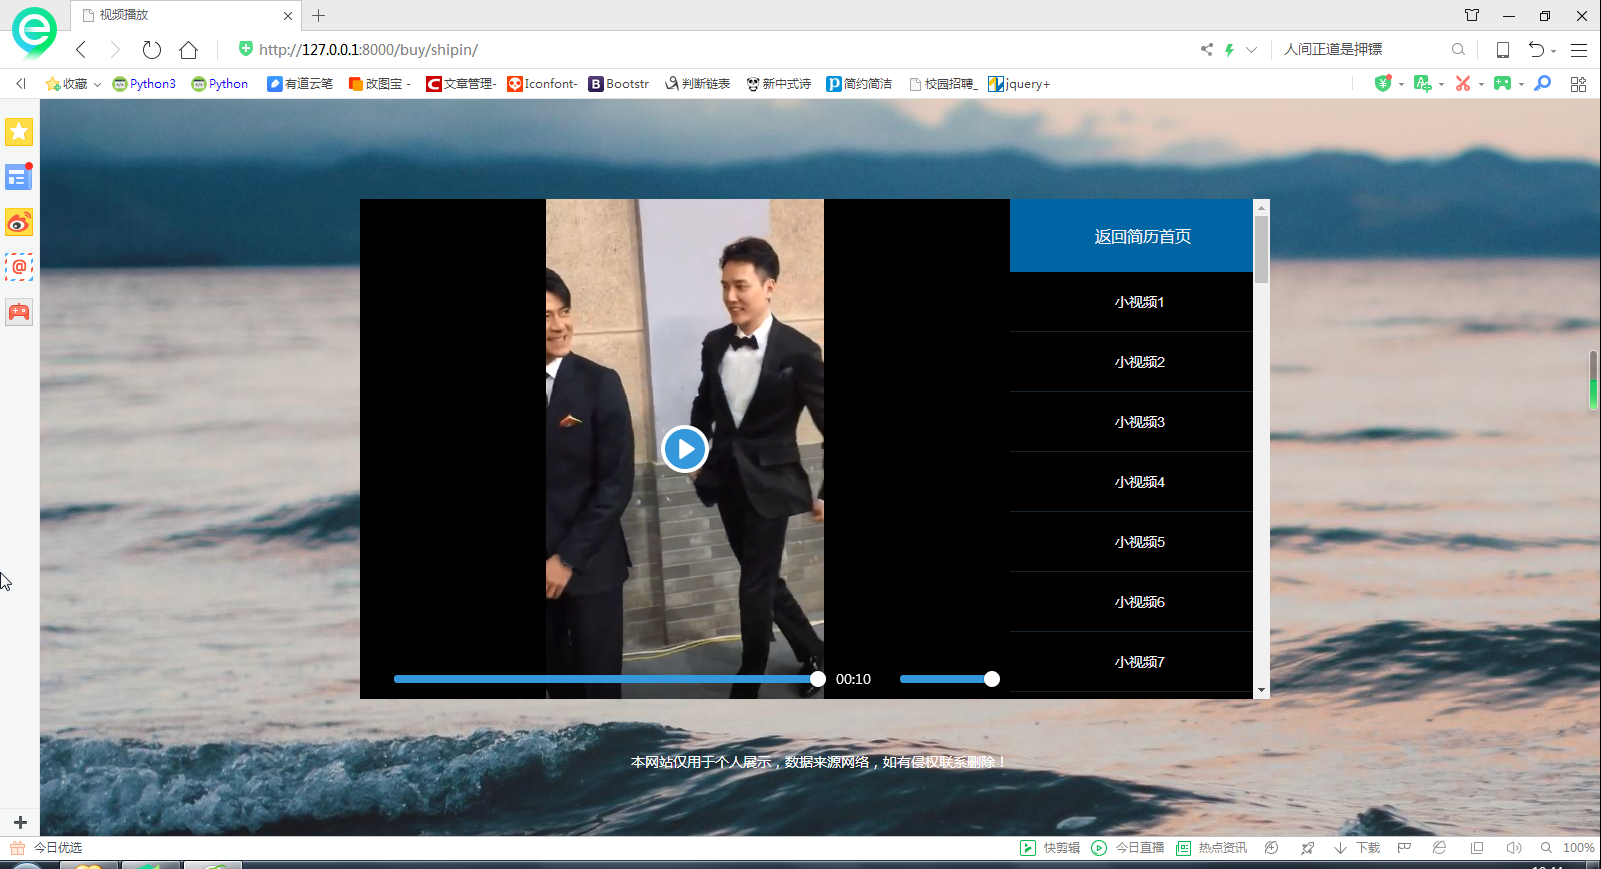 视频播放
http://127.0.0.1:8000/buy/shipin/
人间正道是押镖
收藏 Python3 Python 有道云笔 改图宝 - 文章管理- Iconfont- Bootstr 判断链表 新中式诗 简约简洁 校园招聘_ jquery+
返回简历首页
小视频1
小视频2
小视频3
小视频4
小视频5
小视频6
小视频7
00:10
本网站仅用于个人展示，数据来源网络，如有侵权联系删除！
今日优选 快剪辑 今日直播 热点资讯 下载 100%